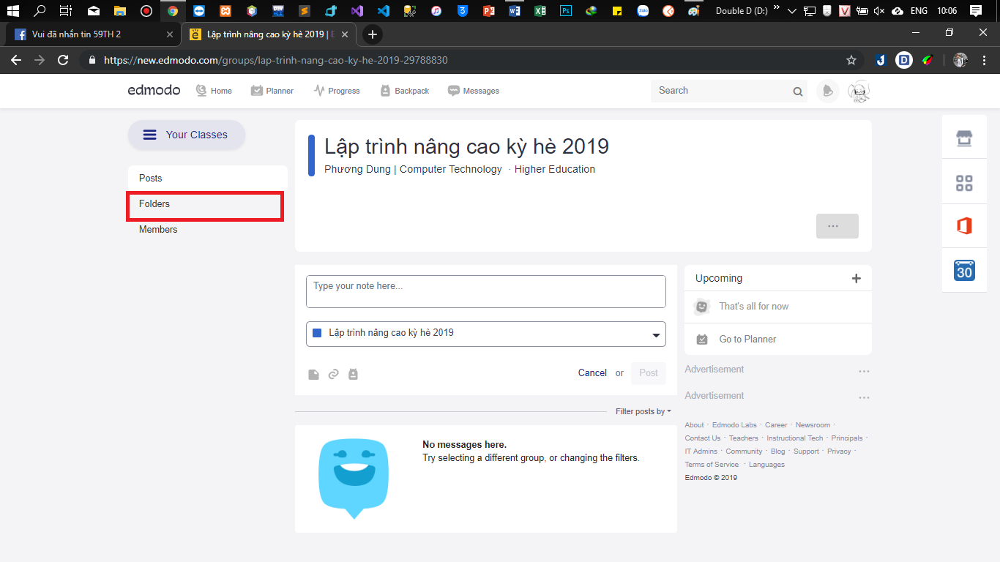 Double D (D:)
ENG
10:06
Vui đã nhắn tin 59TH 2
Lập trình nâng cao kỳ hè 2019 | E
https://new.edmodo.com/groups/lap-trinh-nang-cao-ky-he-2019-29788830
edmodo
Home
Planner
Progress
Backpack
Messages
Search
Your Classes
Posts
Folders
Members
Lập trình nâng cao kỳ hè 2019
Phương Dung | Computer Technology · Higher Education
Type your note here...
Lập trình nâng cao kỳ hè 2019
Cancel or Post
Filter posts by
No messages here.
Try selecting a different group, or changing the filters.
Upcoming
That's all for now
Go to Planner
Advertisement
Advertisement
About · Edmodo Labs · Career · Newsroom ·
Contact Us · Teachers · Instructional Tech · Principals ·
IT Admins · Community · Blog · Support · Privacy ·
Terms of Service · Languages
Edmodo © 2019
30